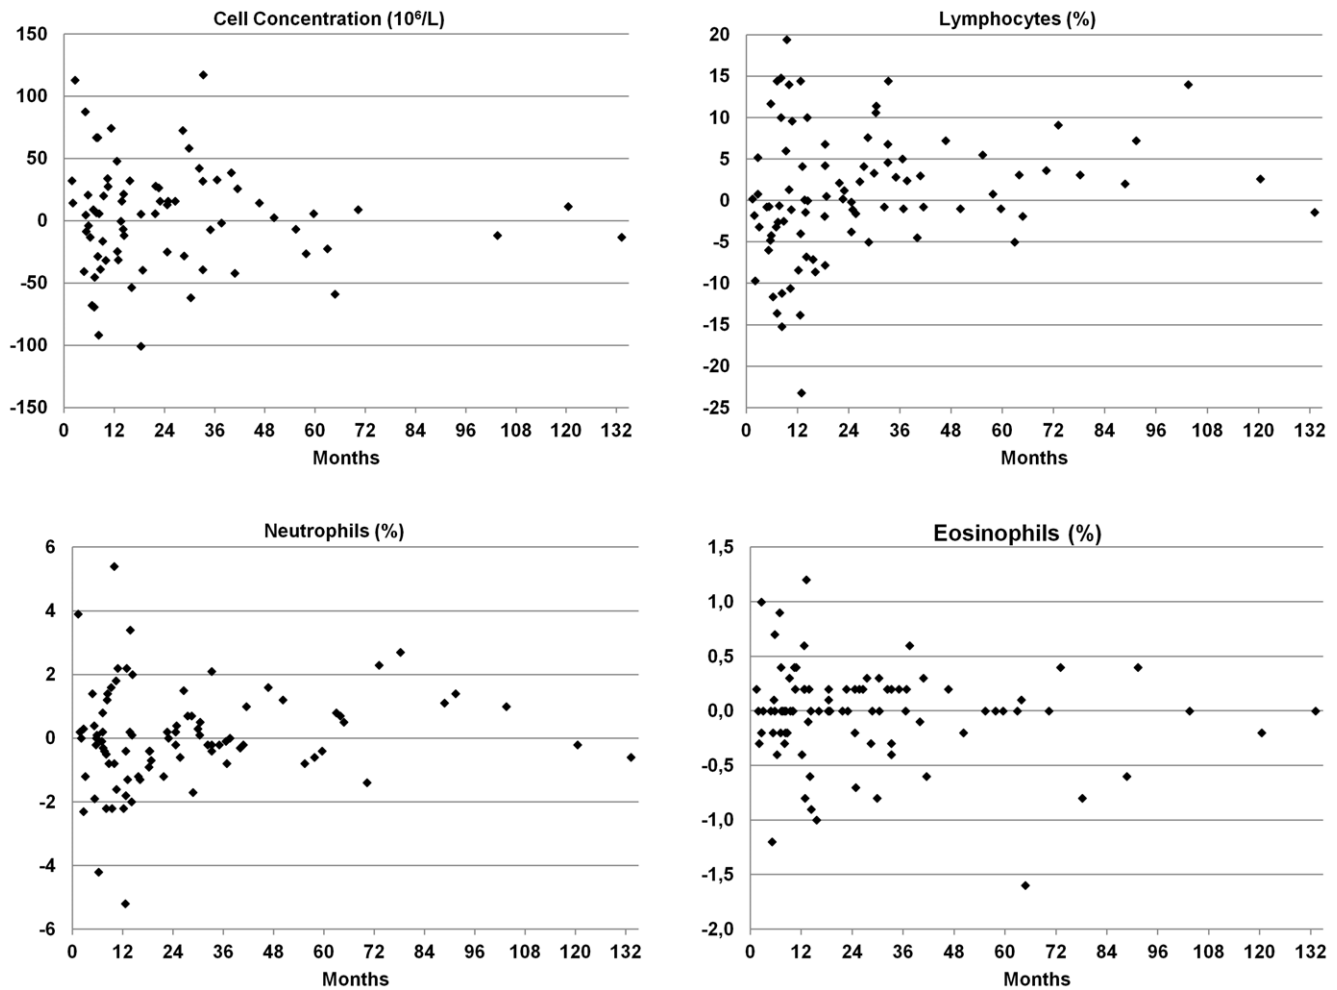 Cell Concentration (10⁶/L)
150
100
50
0
-50
-100
-150
0 12 24 36 48 60 72 84 96 108 120 132
Months
Lymphocytes (%)
20
15
10
5
0
-5
-10
-15
-20
-25
0 12 24 36 48 60 72 84 96 108 120 132
Months
Neutrophils (%)
6
4
2
0
-2
-4
-6
0 12 24 36 48 60 72 84 96 108 120 132
Months
Eosinophils (%)
1,5
1,0
0,5
0,0
-0,5
-1,0
-1,5
-2,0
0 12 24 36 48 60 72 84 96 108 120 132
Months